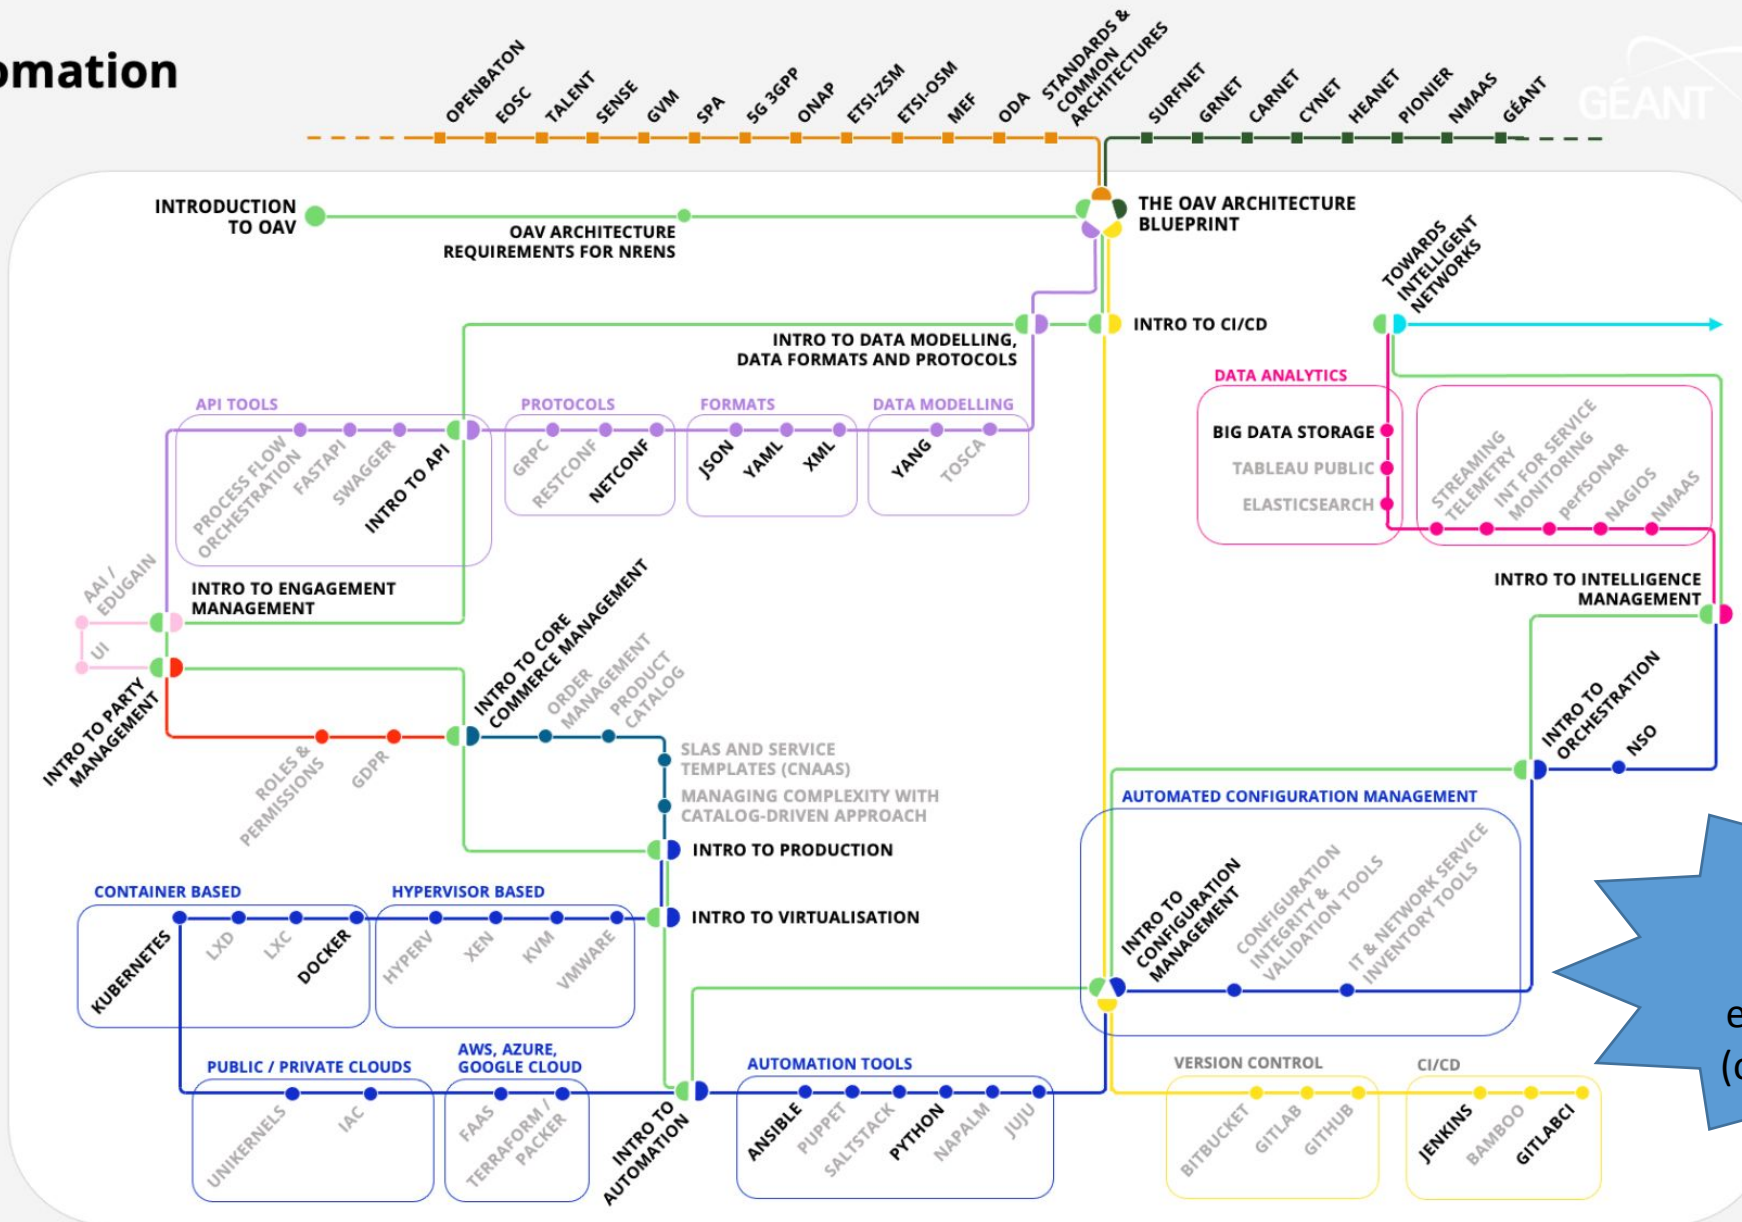 omation
OPENBATON
EOSC
TALENT
SENSE
GVM
SPA
5G 3GPP
ONAP
ETSI-ZSM
ETSI-OSM
MEF
ODA
STANDARDS &
COMMON
ARCHITECTURES
SURFNET
GRNET
CARNET
CYNET
HEANET
PIONIER
NMAAS
GÉANT
GÉANT
INTRODUCTION
TO OAV
OAV ARCHITECTURE
REQUIREMENTS FOR NRENS
THE OAV ARCHITECTURE
BLUEPRINT
TOWARDS
INTELLIGENT
NETWORKS
INTRO TO DATA MODELLING,
DATA FORMATS AND PROTOCOLS
INTRO TO CI/CD
API TOOLS
PROCESS FLOW
ORCHESTRATION
FASTAPI
SWAGGER
INTRO TO API
PROTOCOLS
GRPC
RESTCONF
NETCONF
FORMATS
JSON
YAML
XML
DATA MODELLING
YANG
TOSCA
DATA ANALYTICS
BIG DATA STORAGE
TABLEAU PUBLIC
ELASTICSEARCH
STREAMING
TELEMETRY
INT FOR SERVICE
MONITORING
perfSONAR
NAGIOS
NMAAS
AAI /
EDUGAIN
UI
INTRO TO ENGAGEMENT
MANAGEMENT
INTRO TO PARTY
MANAGEMENT
ROLES &
PERMISSIONS
GDPR
INTRO TO CORE
COMMERCE MANAGEMENT
ORDER
MANAGEMENT
PRODUCT
CATALOG
SLAS AND SERVICE
TEMPLATES (CNAAS)
MANAGING COMPLEXITY WITH
CATALOG-DRIVEN APPROACH
INTRO TO PRODUCTION
INTRO TO INTELLIGENCE
MANAGEMENT
INTRO TO
ORCHESTRATION
NSO
AUTOMATED CONFIGURATION MANAGEMENT
INTRO TO
CONFIGURATION
MANAGEMENT
CONFIGURATION
INTEGRITY &
VALIDATION TOOLS
IT & NETWORK SERVICE
INVENTORY TOOLS
CONTAINER BASED
KUBERNETES
LXD
LXC
DOCKER
HYPERVISOR BASED
HYPERV
XEN
KVM
VMWARE
INTRO TO VIRTUALISATION
PUBLIC / PRIVATE CLOUDS
UNIKERNELS
IAC
AWS, AZURE,
GOOGLE CLOUD
FAAS
TERRAFORM /
PACKER
INTRO TO
AUTOMATION
AUTOMATION TOOLS
ANSIBLE
PUPPET
SALTSTACK
PYTHON
NAPALM
JUJU
VERSION CONTROL
BITBUCKET
GITLAB
GITHUB
CI/CD
JENKINS
BAMBOO
GITLABCI
e
(c